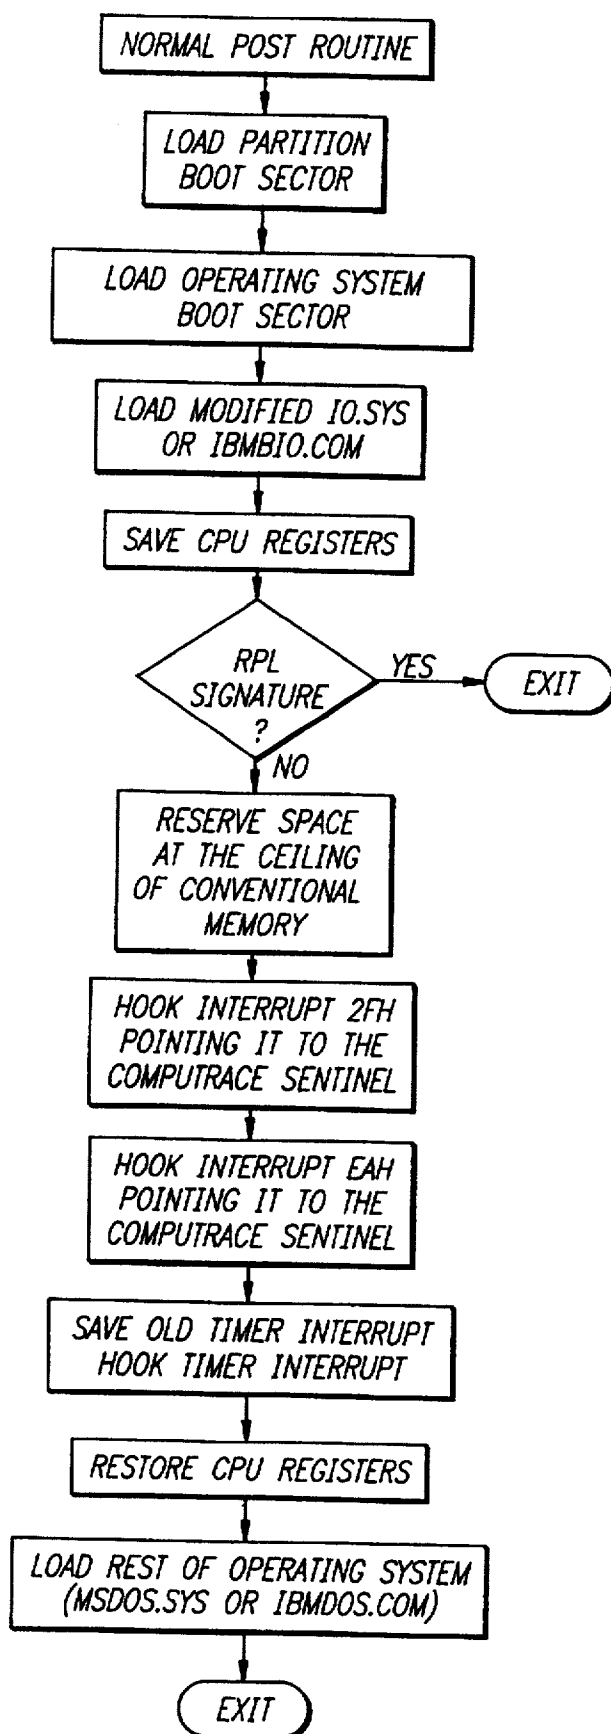 NORMAL POST ROUTINE
LOAD PARTITION
BOOT SECTOR
LOAD OPERATING SYSTEM
BOOT SECTOR
LOAD MODIFIED IO.SYS
OR IBMBIO.COM
SAVE CPU REGISTERS
RPL
SIGNATURE
?
YES
EXIT
NO
RESERVE SPACE
AT THE CEILING
OF CONVENTIONAL
MEMORY
HOOK INTERRUPT 2FH
POINTING IT TO THE
COMPUTRACE SENTINEL
HOOK INTERRUPT EAH
POINTING IT TO THE
COMPUTRACE SENTINEL
SAVE OLD TIMER INTERRUPT
HOOK TIMER INTERRUPT
RESTORE CPU REGISTERS
LOAD REST OF OPERATING SYSTEM
(MSDOS.SYS OR IBMDOS.COM)
EXIT